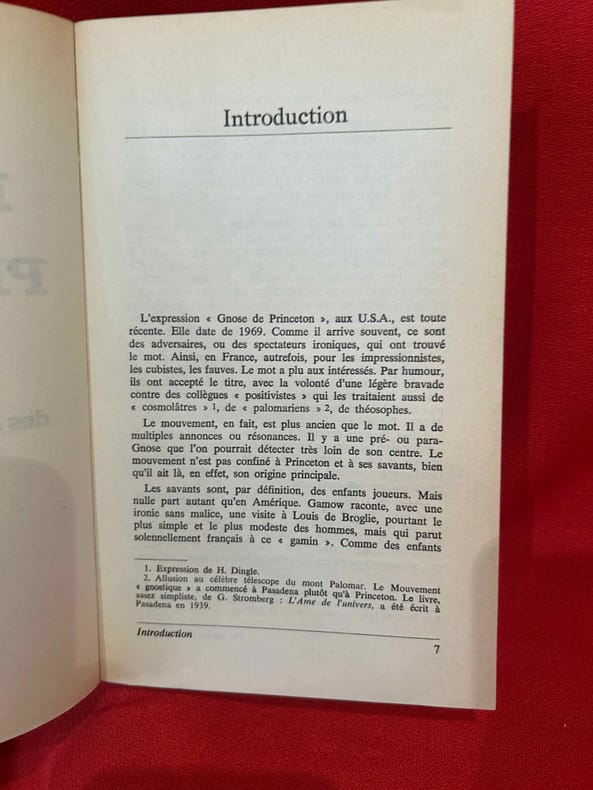 Introduction
L'expression « Gnose de Princeton », aux U.S.A., est toute
récente. Elle date de 1969. Comme il arrive souvent, ce sont
des adversaires, ou des spectateurs ironiques, qui ont trouvé
le mot. Ainsi, en France, autrefois, pour les impressionnistes,
les cubistes, les fauves. Le mot a plu aux intéressés. Par humour,
ils ont accepté le titre, avec la volonté d'une légère bravade
contre des collègues « positivistes » qui les traitaient aussi de
« cosmolâtres » 1, de « palomariens » 2, de théosophes.
Le mouvement, en fait, est plus ancien que le mot. Il a de
multiples annonces ou résonances. Il y a une pré- ou para-
Gnose que l'on pourrait détecter très loin de son centre. Le
mouvement n'est pas confiné à Princeton et à ses savants, bien
qu'il ait là, en effet, son origine principale.
Les savants sont, par définition, des enfants joueurs. Mais
nulle part autant qu'en Amérique. Gamow raconte, avec une
ironie sans malice, une visite à Louis de Broglie, pourtant le
plus simple et le plus modeste des hommes, mais qui parut
solennellement français à ce « gamin ». Comme des enfants
1. Expression de H. Dingle.
2. Allusion au célèbre télescope du mont Palomar. Le Mouvement
« gnostique » a commencé à Pasadena plutôt qu'à Princeton. Le livre,
assez simpliste, de G. Stromberg : L'Ame de l'univers, a été écrit à
Pasadena en 1939.
Introduction
7